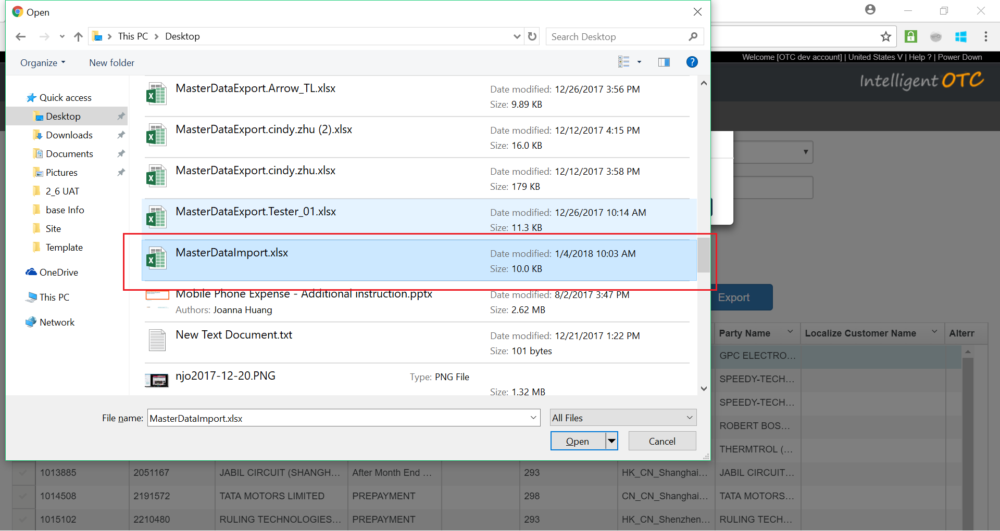 Open
This PC > Desktop
Search Desktop
Welcome [OTC dev account] | United States V | Help ? | Power Down
Organize
New folder
?
Intelligent OTC
Quick access
Desktop
Downloads
Documents
Pictures
2_6 UAT
base Info
Site
Template
OneDrive
This PC
Network
MasterDataExport.Arrow_TL.xlsx
Date modified: 12/26/2017 3:56 PM
Size: 9.89 KB
MasterDataExport.cindy.zhu (2).xlsx
Date modified: 12/12/2017 4:15 PM
Size: 16.0 KB
MasterDataExport.cindy.zhu.xlsx
Date modified: 12/12/2017 3:58 PM
Size: 179 KB
MasterDataExport.Tester_01.xlsx
Date modified: 12/26/2017 10:14 AM
Size: 11.3 KB
MasterDataImport.xlsx
Date modified: 1/4/2018 10:03 AM
Size: 10.0 KB
Mobile Phone Expense - Additional instruction.pptx
Date modified: 8/2/2017 3:47 PM
Authors: Joanna Huang
Size: 2.62 MB
New Text Document.txt
Date modified: 12/21/2017 1:22 PM
Size: 101 bytes
njo2017-12-20.PNG
Type: PNG File
Size: 1.32 MB
File name: MasterDataImport.xlsx
All Files
Open
Cancel
Export
Party Name Localize Customer Name Altern
GPC ELECTRO...
SPEEDY-TECH...
SPEEDY-TECH...
ROBERT BOS...
THERMTROL (...
1013885 2051167 JABIL CIRCUIT (SHANGH... After Month End ... 293 HK_CN_Shanghai... JABIL CIRCUIT...
1014508 2191572 TATA MOTORS LIMITED PREPAYMENT 298 CN_CN_Shanghai... TATA MOTORS...
1015102 2210480 RULING TECHNOLOGIES... PREPAYMENT 293 HK_CN_Shenzhen... RULING TECH...